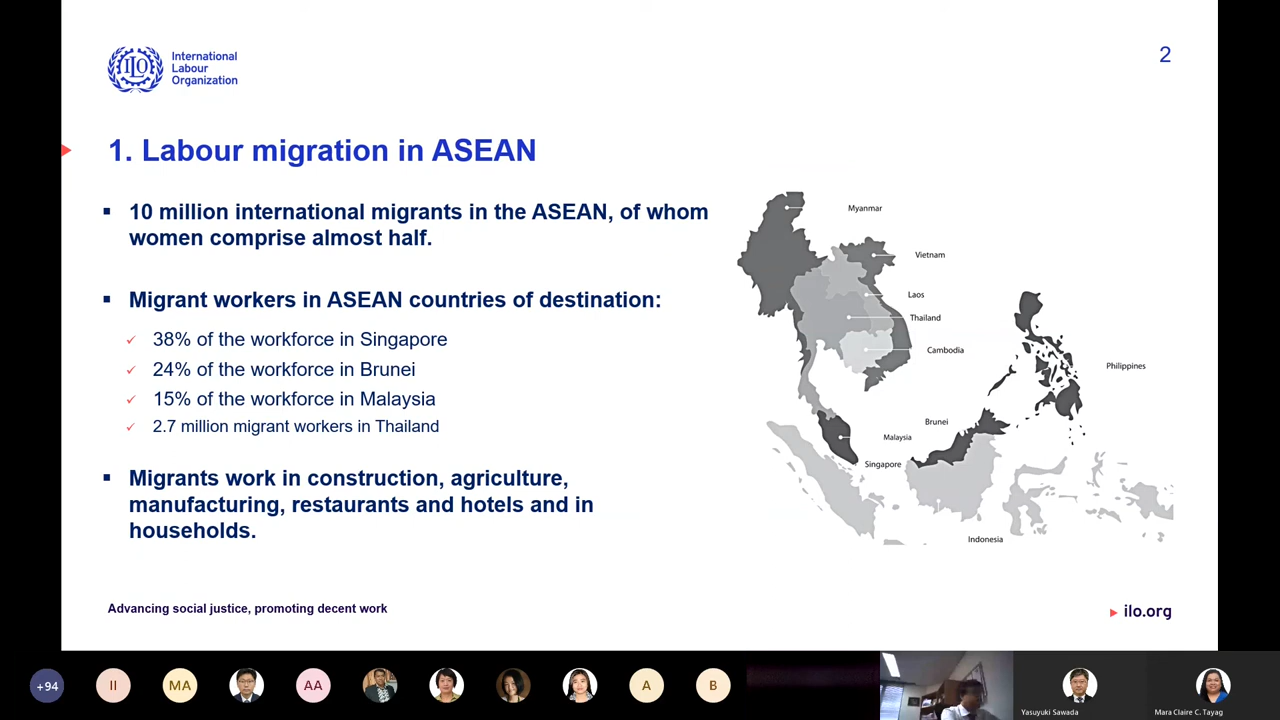 International
Labour
Organization
2
1. Labour migration in ASEAN
10 million international migrants in the ASEAN, of whom
women comprise almost half.
Migrant workers in ASEAN countries of destination:
38% of the workforce in Singapore
24% of the workforce in Brunei
15% of the workforce in Malaysia
2.7 million migrant workers in Thailand
Migrants work in construction, agriculture,
manufacturing, restaurants and hotels and in
households.
Myanmar
Vietnam
Laos
Thailand
Cambodia
Philippines
Brunei
Malaysia
Singapore
Indonesia
Advancing social justice, promoting decent work
ilo.org
+94
II
MA
AA
A
B
Yasuyuki Sawada
Mara Claire C. Tayag